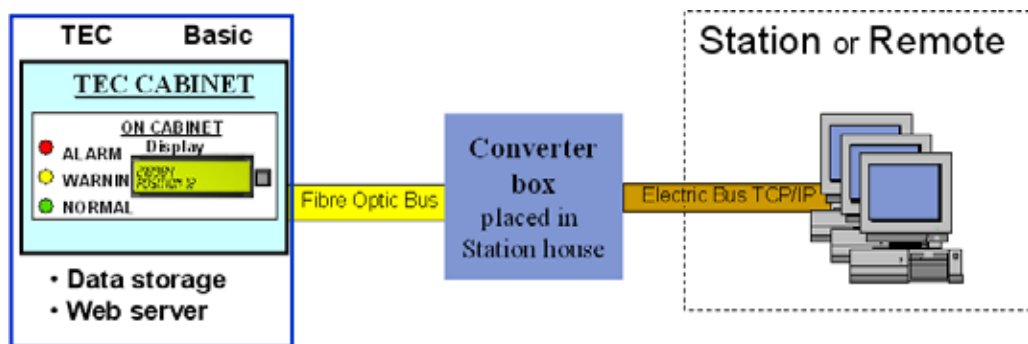 TEC Basic
TEC CABINET
ON CABINET
Display
ALARM
WARNIN
NORMAL
POSITION
• Data storage
• Web server
Fibre Optic Bus
Converter
box
placed in
Station house
Electric Bus TCP/IP
Station or Remote